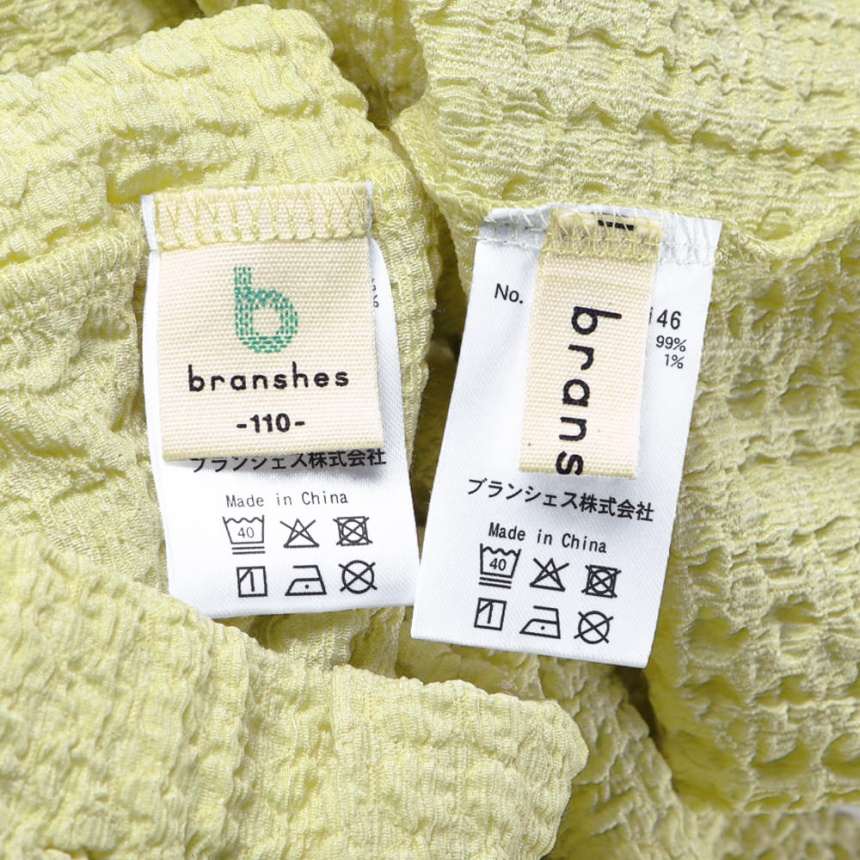 b
branshes
-110-
ブランシェス株式会社
Made in China
40
No.
46
99%
1%
brans
ブランシェス株式会社
Made in China
40